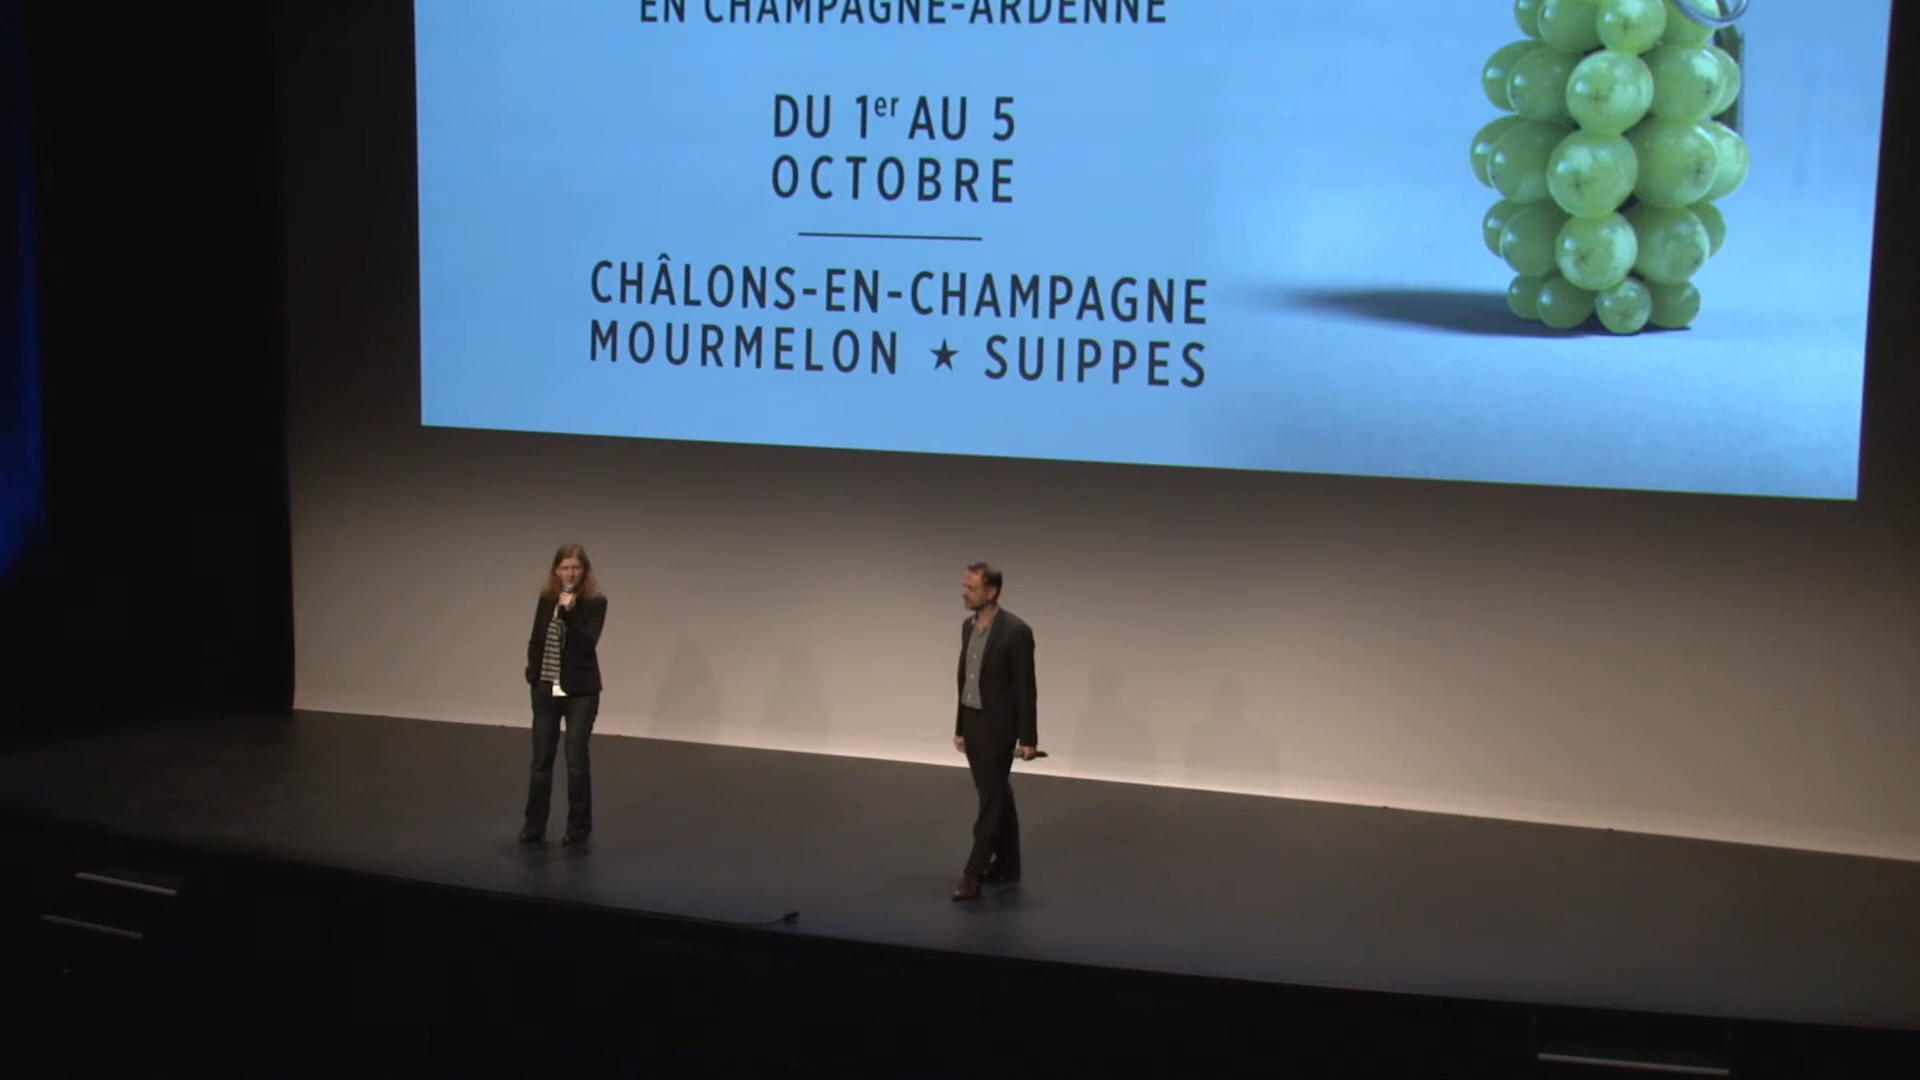 EN CHAMPAGNE-ARDENNE
DU 1er AU 5
OCTOBRE
CHÂLONS-EN-CHAMPAGNE
MOURMELON ★ SUIPPES